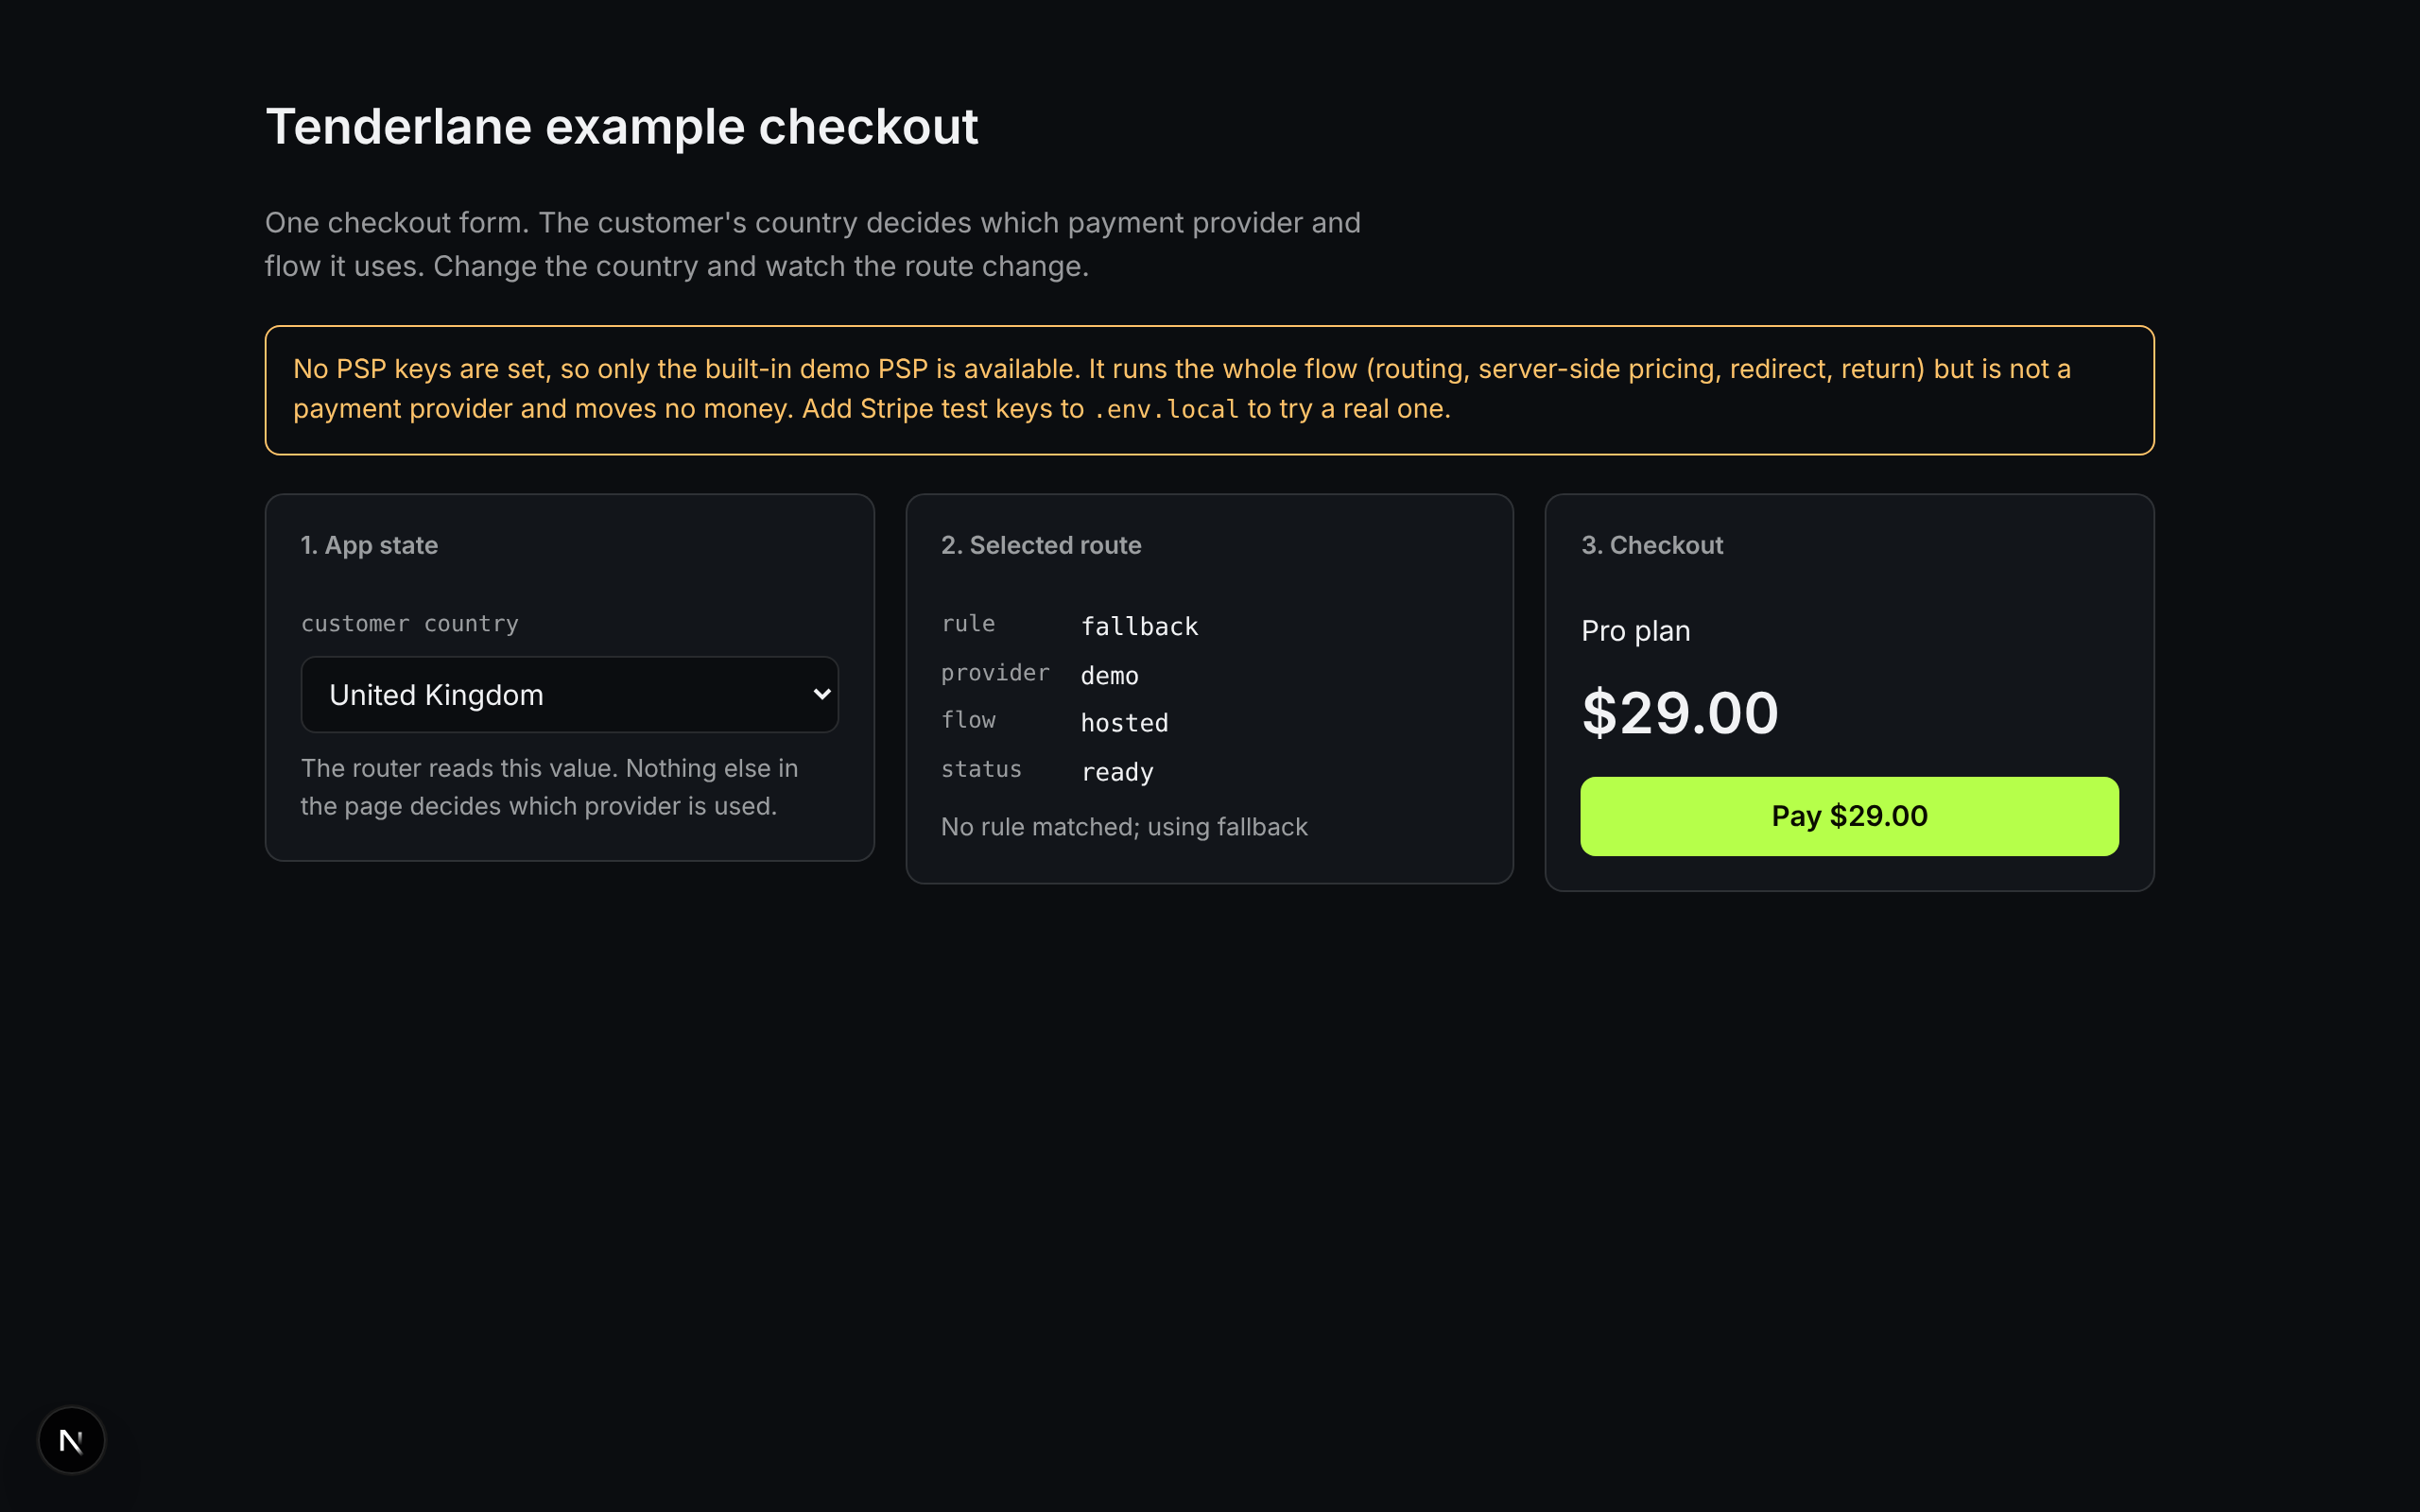 Tenderlane example checkout
One checkout form. The customer's country decides which payment provider and
flow it uses. Change the country and watch the route change.
No PSP keys are set, so only the built-in demo PSP is available. It runs the whole flow (routing, server-side pricing, redirect, return) but is not a
payment provider and moves no money. Add Stripe test keys to .env.local to try a real one.
1. App state
customer country
United Kingdom
The router reads this value. Nothing else in
the page decides which provider is used.
2. Selected route
rule fallback
provider demo
flow hosted
status ready
No rule matched; using fallback
3. Checkout
Pro plan
$29.00
Pay $29.00
N